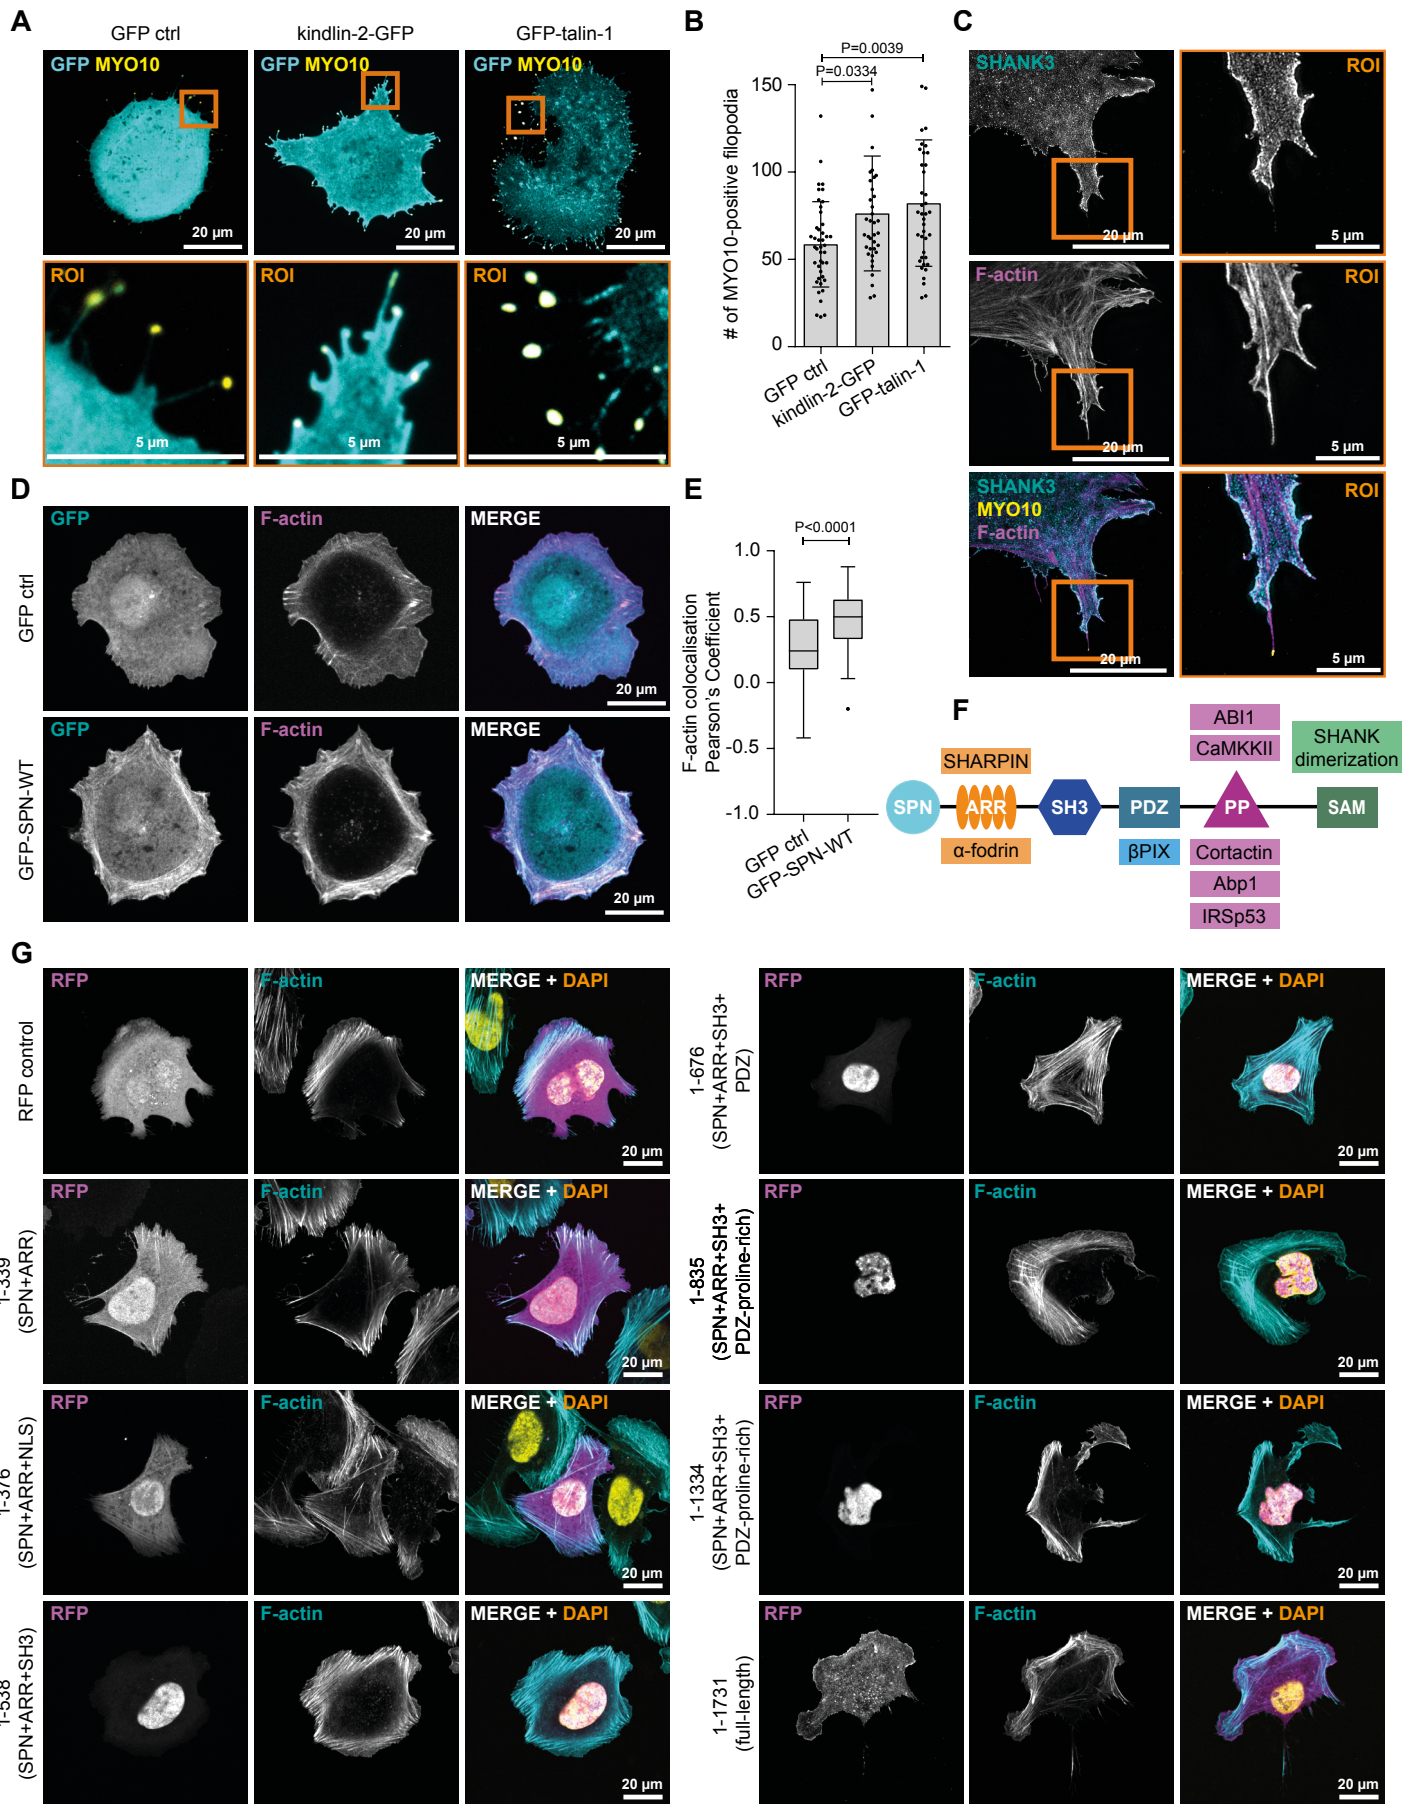 A
GFP ctrl
kindlin-2-GFP
GFP-talin-1
GFP MYO10
GFP MYO10
GFP MYO10
20 µm
20 µm
20 µm
ROI
ROI
ROI
5 µm
5 µm
5 µm
B
P=0.0039
P=0.0334
150
100
50
0
# of MYO10-positive filopodia
GFP ctrl
kindlin-2-GFP
GFP-talin-1
C
SHANK3
ROI
20 µm
5 µm
F-actin
ROI
20 µm
5 µm
SHANK3
MYO10
F-actin
ROI
20 µm
5 µm
D
GFP ctrl
GFP
F-actin
MERGE
20 µm
GFP-SPN-WT
GFP
F-actin
MERGE
20 µm
E
P<0.0001
1.0
0.5
0.0
-0.5
-1.0
F-actin colocalisation
Pearson's Coefficient
GFP ctrl
GFP-SPN-WT
F
ABI1
CaMKKII
SHANK
dimerization
SHARPIN
SPN
ARR
SH3
PDZ
PP
SAM
α-fodrin
βPIX
Cortactin
Abp1
IRSp53
G
RFP control
RFP
F-actin
MERGE + DAPI
20 µm
1-339
(SPN+ARR)
RFP
F-actin
MERGE + DAPI
20 µm
1-376
(SPN+ARR+NLS)
RFP
F-actin
MERGE + DAPI
20 µm
1-538
(SPN+ARR+SH3)
RFP
F-actin
MERGE + DAPI
20 µm
1-676
(SPN+ARR+SH3+
PDZ)
RFP
F-actin
MERGE + DAPI
20 µm
1-835
(SPN+ARR+SH3+
PDZ-proline-rich)
RFP
F-actin
MERGE + DAPI
20 µm
1-1334
(SPN+ARR+SH3+
PDZ-proline-rich)
RFP
F-actin
MERGE + DAPI
20 µm
1-1731
(full-length)
RFP
F-actin
MERGE + DAPI
20 µm